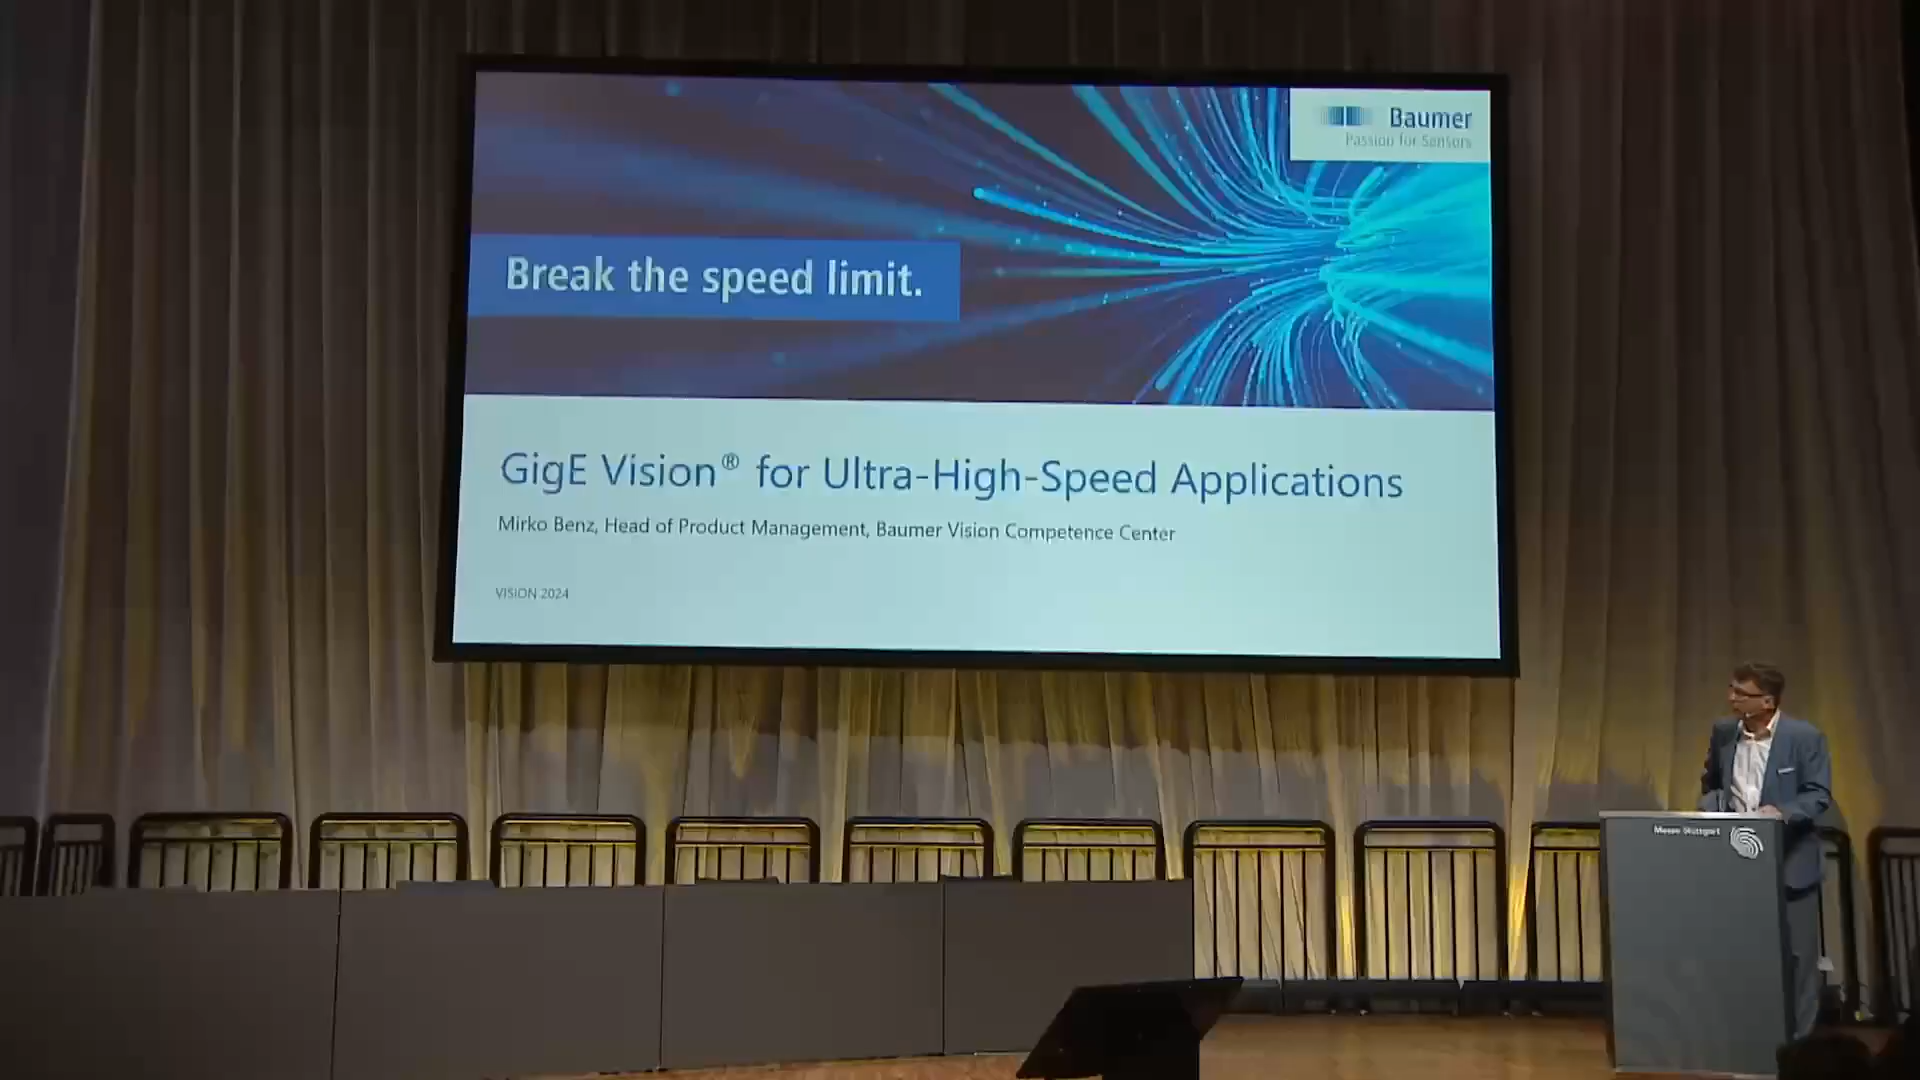 Baumer
Passion for Sensors
Break the speed limit.
GigE Vision® for Ultra-High-Speed Applications
Mirko Benz, Head of Product Management, Baumer Vision Competence Center
VISION 2024
Messe Stuttgart